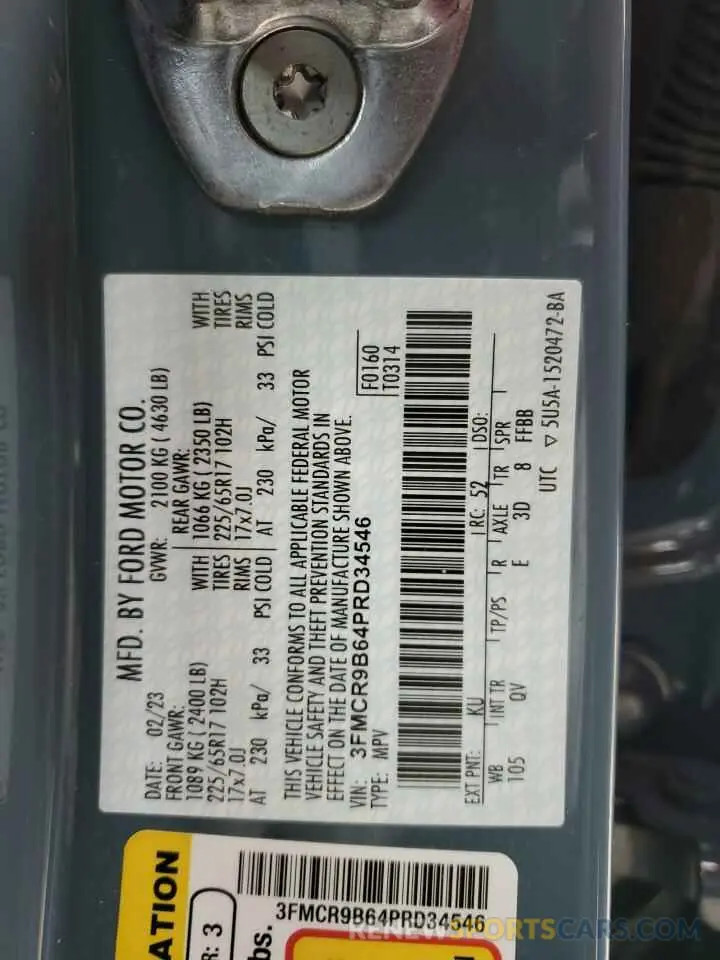 MFD. BY FORD MOTOR CO.
DATE: 02/23 GVWR: 2100 KG ( 4630 LB)
FRONT GAWR: REAR GAWR:
1089 KG ( 2400 LB) WITH 1066 KG ( 2350 LB) WITH
225/65R17 102H TIRES 225/65R17 102H TIRES
17x7.0J RIMS 17x7.0J RIMS
AT 230 kPa/ 33 PSI COLD AT 230 kPa/ 33 PSI COLD
THIS VEHICLE CONFORMS TO ALL APPLICABLE FEDERAL MOTOR
VEHICLE SAFETY AND THEFT PREVENTION STANDARDS IN
EFFECT ON THE DATE OF MANUFACTURE SHOWN ABOVE.
VIN: 3FMCR9B64PRD34546 F0160
TYPE: MPV T0314
EXT PNT: KU RC: 52 DSO:
WB INT TR TP/PS R AXLE TR SPR
105 QV E 3D 8 FFBB
UTC ▽ 5U5A-1520472-BA
ATION
R: 3
bs.
3FMCR9B64PRD34546
RENEWSPORTSCARS.COM